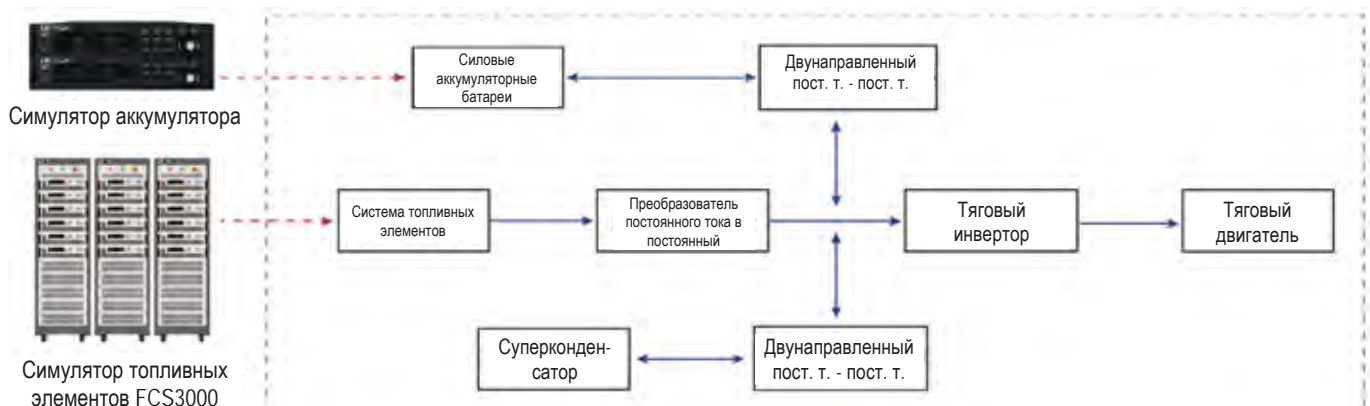 Симулятор аккумулятора
Силовые
аккумуляторные
батареи
Двунаправленный
пост. т. - пост. т.
Система топливных
элементов
Преобразователь
постоянного тока в
постоянный
Тяговый
инвертор
Тяговый
двигатель
Симулятор топливных
элементов FCS3000
Суперконден-
сатор
Двунаправленный
пост. т. - пост. т.